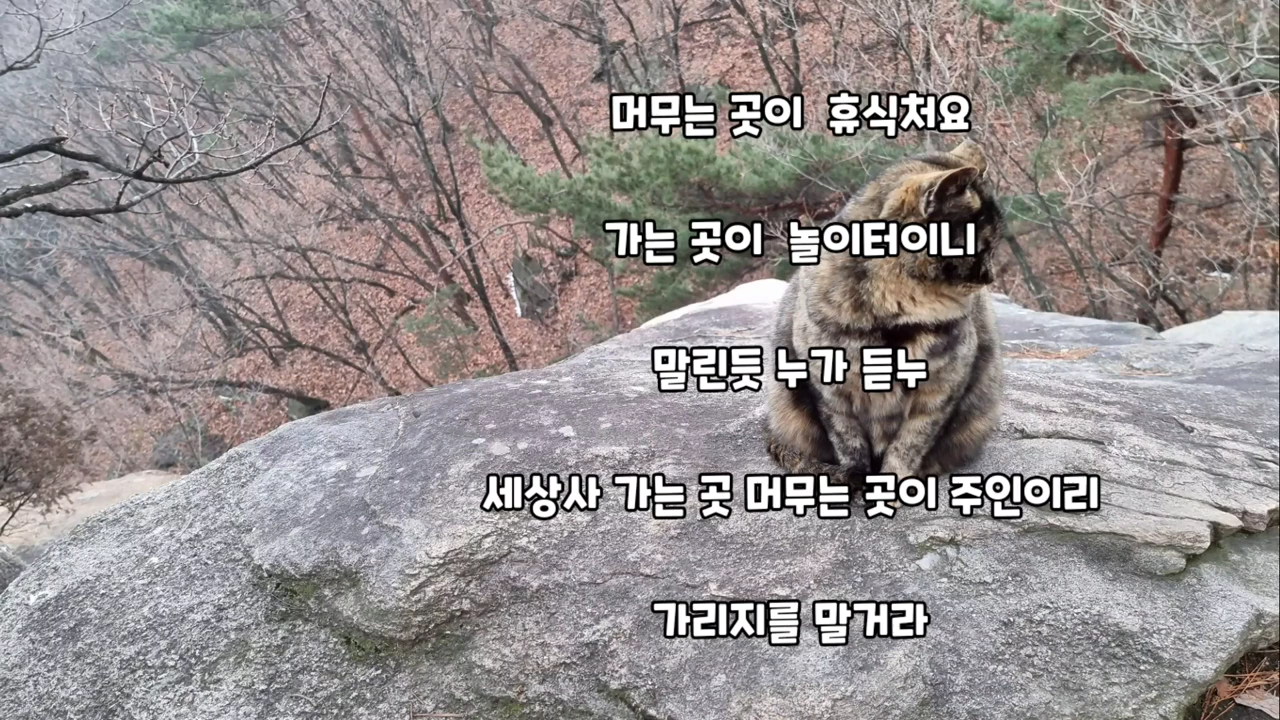 머무는 곳이 휴식처요
가는 곳이 놀이터이니
말린듯 누가 듣누
세상사 가는 곳 머무는 곳이 주인이리
가리지를 말거라